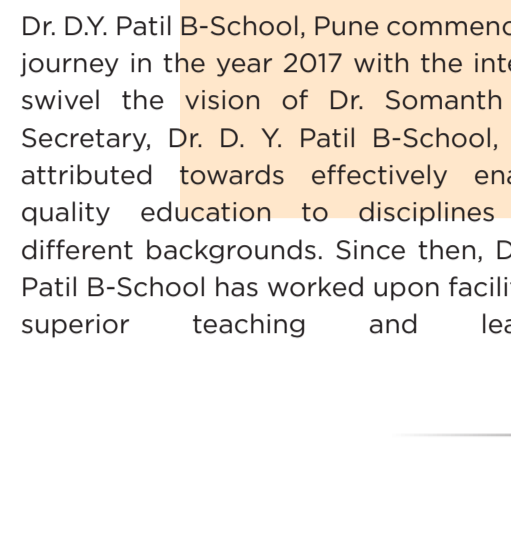 Dr. D.Y. Patil B-School, Pune commenc
journey in the year 2017 with the inte
swivel the vision of Dr. Somanth
Secretary, Dr. D. Y. Patil B-School,
attributed towards effectively ena
quality education to disciplines
different backgrounds. Since then, D
Patil B-School has worked upon facili
superior teaching and lea